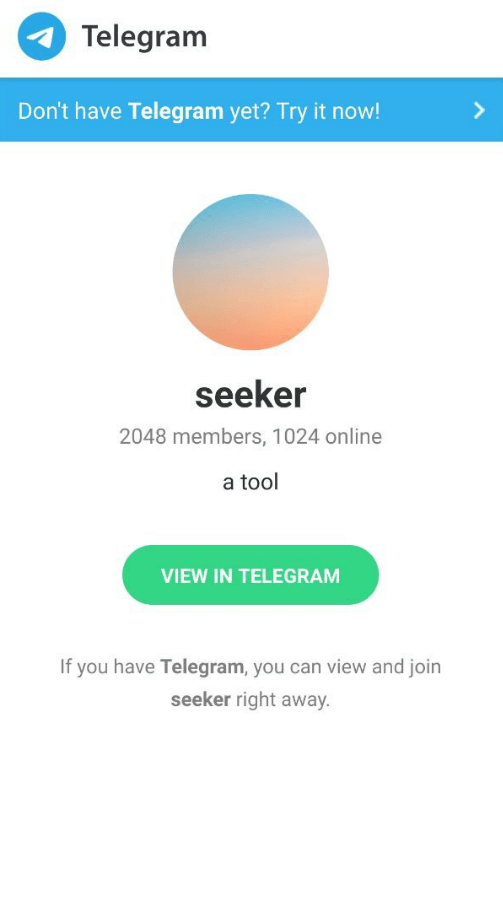 Telegram
Don't have Telegram yet? Try it now!
seeker
2048 members, 1024 online
a tool
VIEW IN TELEGRAM
If you have Telegram, you can view and join
seeker right away.